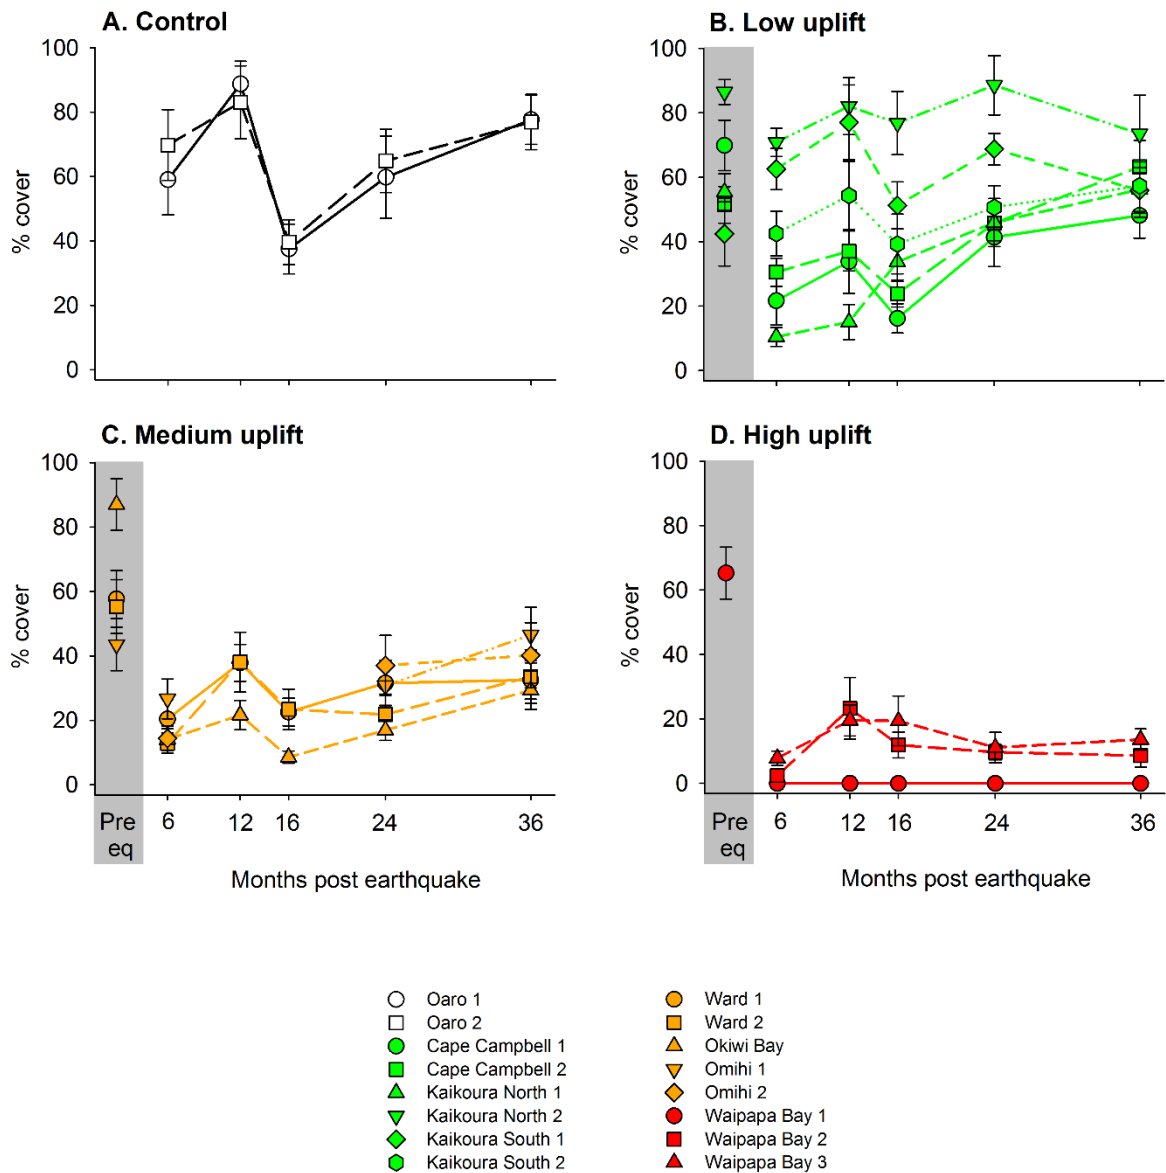 A. Control
B. Low uplift
100
80
60
40
20
0
% cover
100
80
60
40
20
0
% cover
C. Medium uplift
D. High uplift
100
80
60
40
20
0
% cover
Pre eq
6
12
16
24
36
Months post earthquake
100
80
60
40
20
0
% cover
Pre eq
6
12
16
24
36
Months post earthquake
Oaro 1
Oaro 2
Cape Campbell 1
Cape Campbell 2
Kaikoura North 1
Kaikoura North 2
Kaikoura South 1
Kaikoura South 2
Ward 1
Ward 2
Okiwi Bay
Omihi 1
Omihi 2
Waipapa Bay 1
Waipapa Bay 2
Waipapa Bay 3